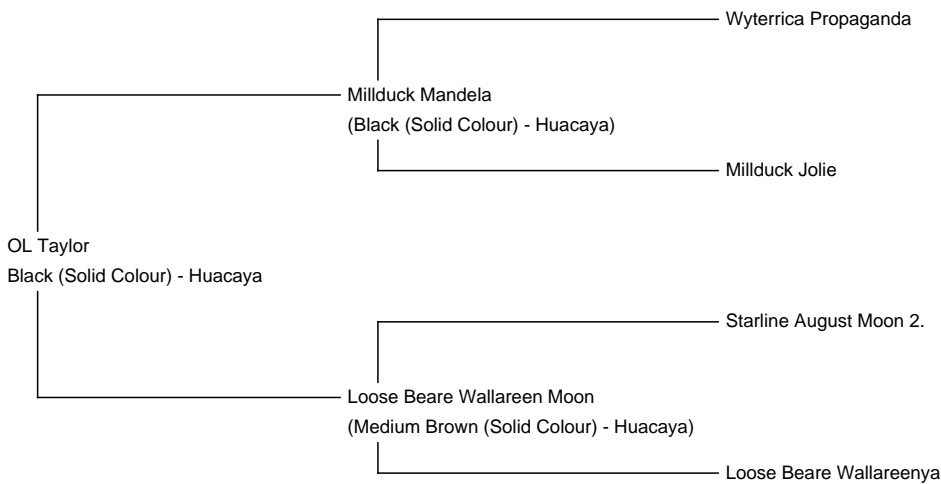 Wyterrica Propaganda
Millduck Mandela
(Black (Solid Colour) - Huacaya)
Millduck Jolie
OL Taylor
Black (Solid Colour) - Huacaya
Starline August Moon 2.
Loose Beare Wallareen Moon
(Medium Brown (Solid Colour) - Huacaya)
Loose Beare Wallareenya